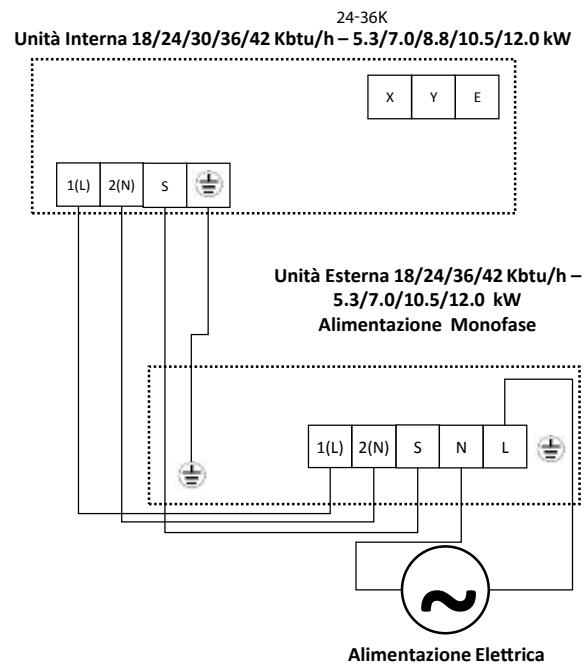 24-36K
Unità Interna 18/24/30/36/42 Kbtu/h – 5.3/7.0/8.8/10.5/12.0 kW
X Y E
1(L) 2(N) S
Unità Esterna 18/24/36/42 Kbtu/h –
5.3/7.0/10.5/12.0 kW
Alimentazione Monofase
1(L) 2(N) S N L
Alimentazione Elettrica